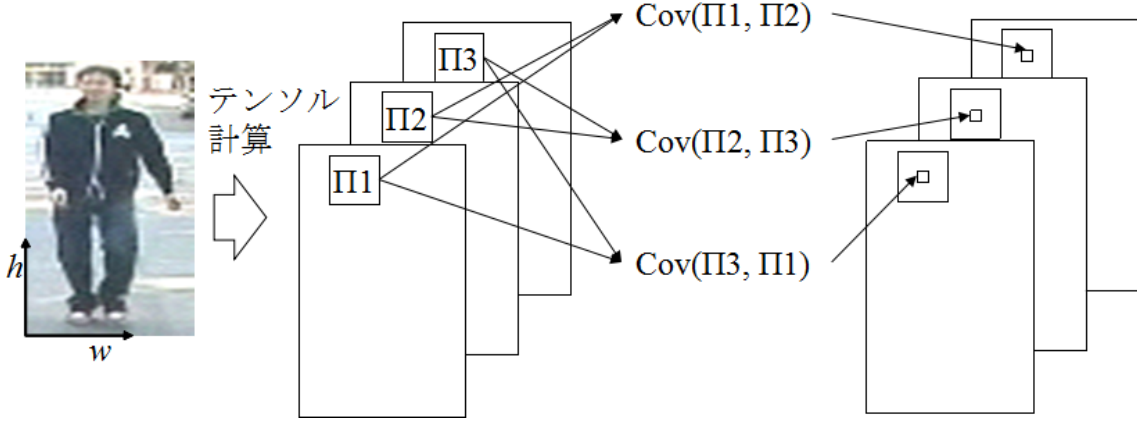 h
w
テンソル
計算
Π1
Π2
Π3
Cov(Π1, Π2)
Cov(Π2, Π3)
Cov(Π3, Π1)